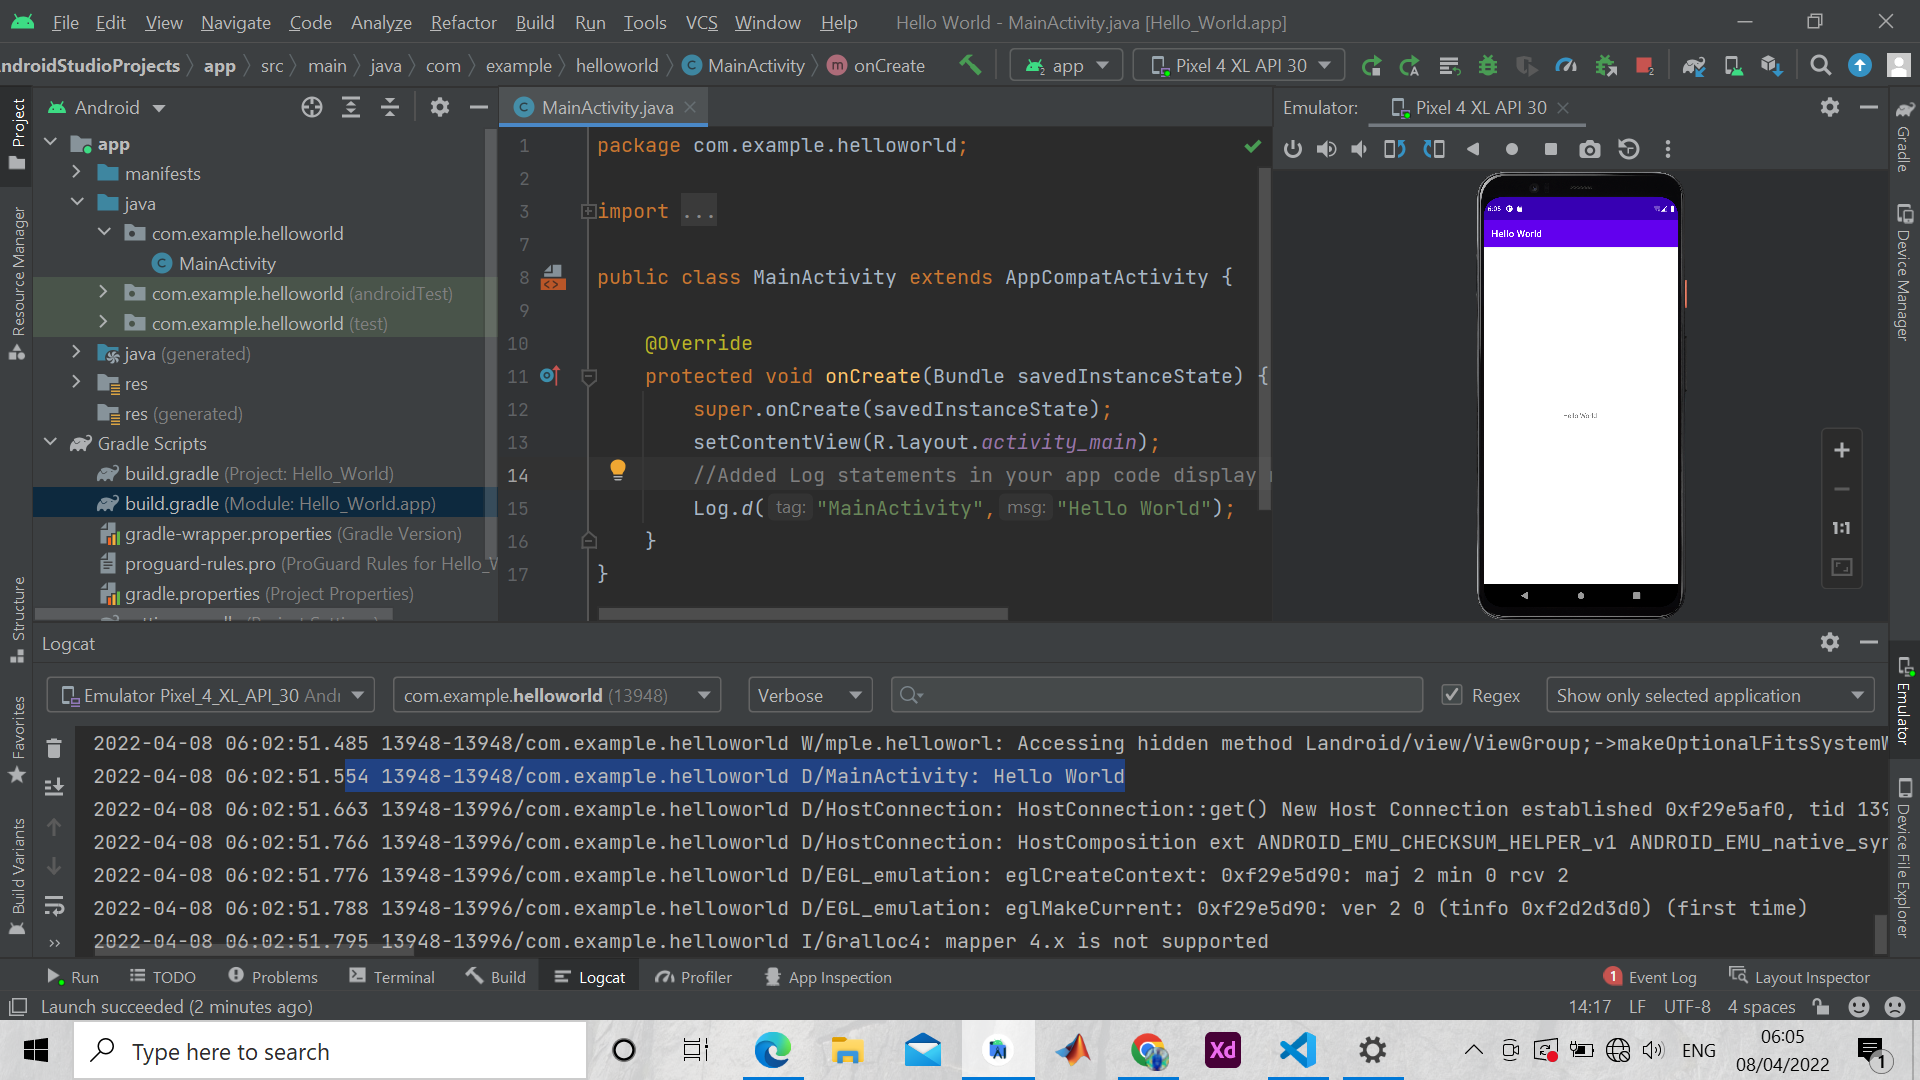 File Edit View Navigate Code Analyze Refactor Build Run Tools VCS Window Help Hello World - MainActivity.java [Hello_World.app]
ndroidStudioProjects app src main java com example helloworld MainActivity onCreate app Pixel 4 XL API 30
Project
Resource Manager
Structure
Favorites
Build Variants
Android
app
manifests
java
com.example.helloworld
MainActivity
com.example.helloworld (androidTest)
com.example.helloworld (test)
java (generated)
res
res (generated)
Gradle Scripts
build.gradle (Project: Hello_World)
build.gradle (Module: Hello_World.app)
gradle-wrapper.properties (Gradle Version)
proguard-rules.pro (ProGuard Rules for Hello_W
gradle.properties (Project Properties)
MainActivity.java
1 package com.example.helloworld;
2
3 import ...
7
8 public class MainActivity extends AppCompatActivity {
9
10 @Override
11 protected void onCreate(Bundle savedInstanceState) {
12 super.onCreate(savedInstanceState);
13 setContentView(R.layout.activity_main);
14 //Added Log statements in your app code display
15 Log.d( tag: "MainActivity", msg: "Hello World");
16 }
17 }
Emulator: Pixel 4 XL API 30
6:05
Hello World
Hello World!
1:1
Gradle
Device Manager
Emulator
Device File Explorer
Logcat
Emulator Pixel_4_XL_API_30 Andr com.example.helloworld (13948) Verbose Regex Show only selected application
2022-04-08 06:02:51.485 13948-13948/com.example.helloworld W/mple.helloworl: Accessing hidden method Landroid/view/ViewGroup;->makeOptionalFitsSystemW
2022-04-08 06:02:51.554 13948-13948/com.example.helloworld D/MainActivity: Hello World
2022-04-08 06:02:51.663 13948-13996/com.example.helloworld D/HostConnection: HostConnection::get() New Host Connection established 0xf29e5af0, tid 139
2022-04-08 06:02:51.766 13948-13996/com.example.helloworld D/HostConnection: HostComposition ext ANDROID_EMU_CHECKSUM_HELPER_v1 ANDROID_EMU_native_syn
2022-04-08 06:02:51.776 13948-13996/com.example.helloworld D/EGL_emulation: eglCreateContext: 0xf29e5d90: maj 2 min 0 rcv 2
2022-04-08 06:02:51.788 13948-13996/com.example.helloworld D/EGL_emulation: eglMakeCurrent: 0xf29e5d90: ver 2 0 (tinfo 0xf2d2d3d0) (first time)
2022-04-08 06:02:51.795 13948-13996/com.example.helloworld I/Gralloc4: mapper 4.x is not supported
Run TODO Problems Terminal Build Logcat Profiler App Inspection 1 Event Log Layout Inspector
Launch succeeded (2 minutes ago) 14:17 LF UTF-8 4 spaces
Type here to search Xd ENG 06:05
08/04/2022 1